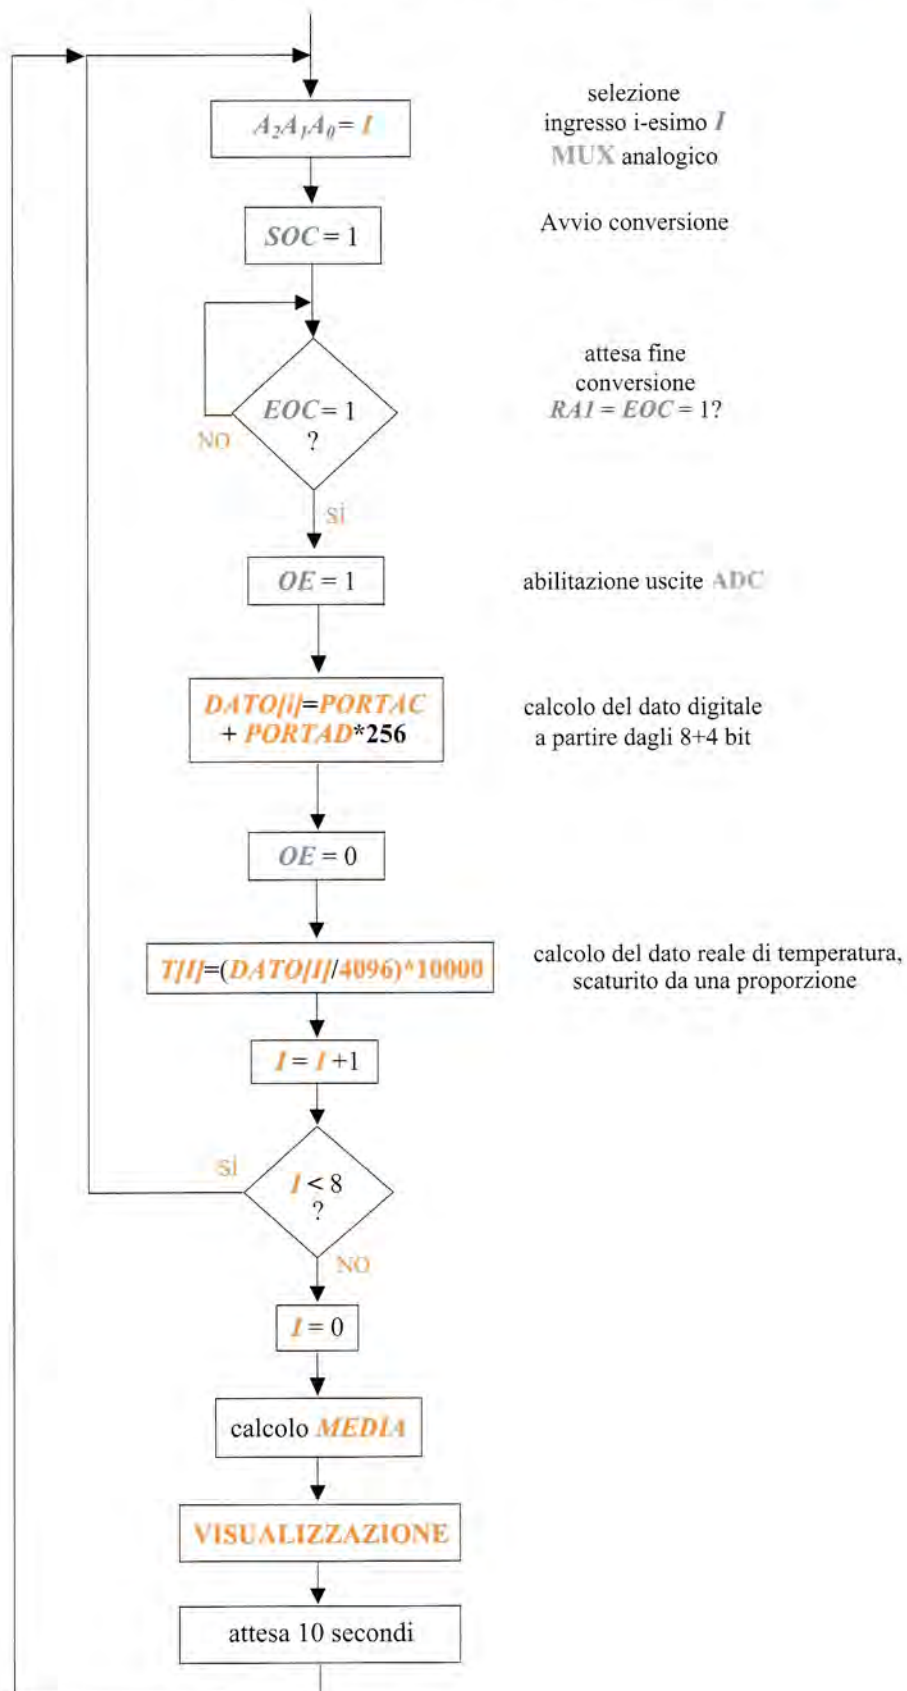 A2A1A0= I
selezione
ingresso i-esimo I
MUX analogico
SOC = 1
Avvio conversione
EOC = 1
?
NO
SÌ
attesa fine
conversione
RA1 = EOC = 1?
OE = 1
abilitazione uscite ADC
DATO[i]=PORTAC
+ PORTAD*256
calcolo del dato digitale
a partire dagli 8+4 bit
OE = 0
T[I]=(DATO[I]/4096)*10000
calcolo del dato reale di temperatura,
scaturito da una proporzione
I = I +1
SÌ
I < 8
?
NO
I = 0
calcolo MEDIA
VISUALIZZAZIONE
attesa 10 secondi